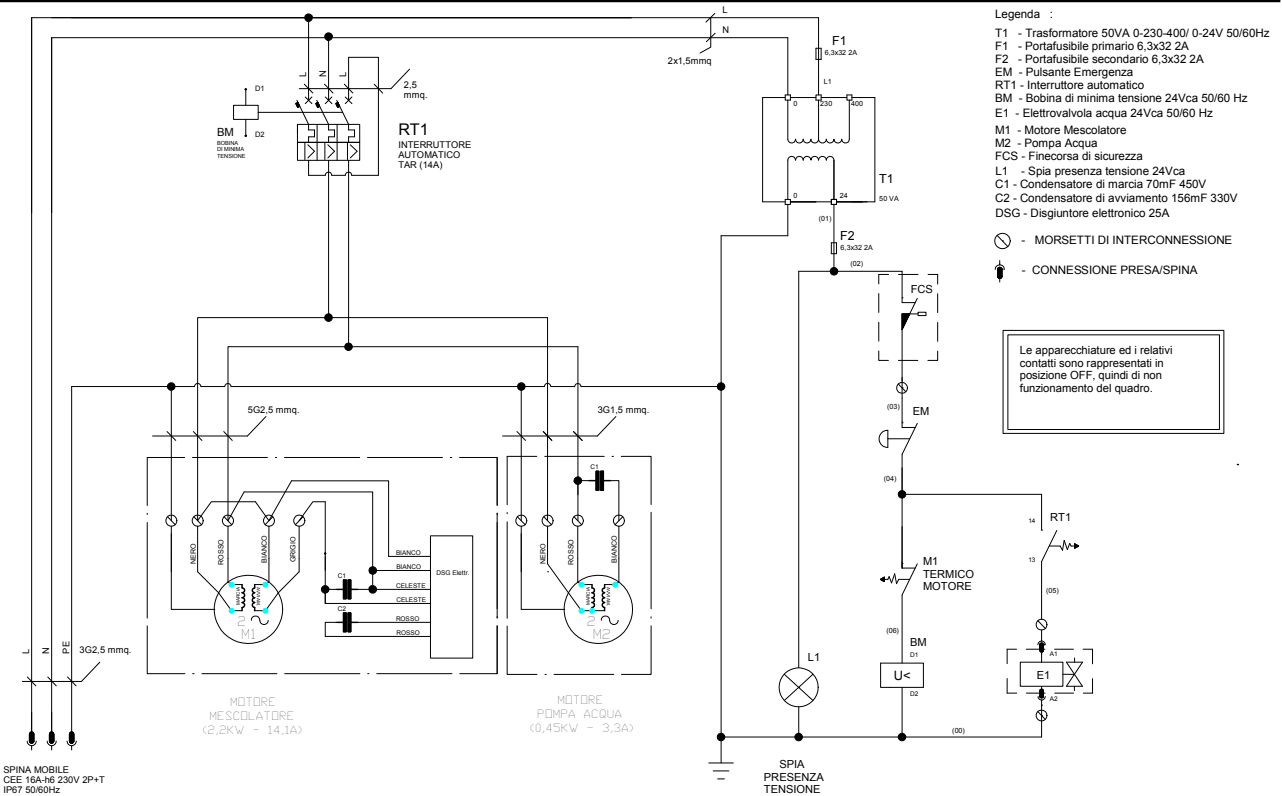 L
N
2x1,5mmq
F1
6,3x32 2A
L1
0
230
400
T1
50 VA
0
24
(01)
F2
6,3x32 2A
(02)
L
N
L
2,5
mmq.
D1
D2
BM
BOBINA
DI MINIMA
TENSIONE
RT1
INTERRUTTORE
AUTOMATICO
TAR (14A)
Legenda :
T1 - Trasformatore 50VA 0-230-400/ 0-24V 50/60Hz
F1 - Portafusibile primario 6,3x32 2A
F2 - Portafusibile secondario 6,3x32 2A
EM - Pulsante Emergenza
RT1 - Interruttore automatico
BM - Bobina di minima tensione 24Vca 50/60 Hz
E1 - Elettrovalvola acqua 24Vca 50/60 Hz
M1 - Motore Mescolatore
M2 - Pompa Acqua
FCS - Finecorsa di sicurezza
L1 - Spia presenza tensione 24Vca
C1 - Condensatore di marcia 70mF 450V
C2 - Condensatore di avviamento 156mF 330V
DSG - Disgiuntore elettronico 25A
- MORSETTI DI INTERCONNESSIONE
- CONNESSIONE PRESA/SPINA
Le apparecchiature ed i relativi
contatti sono rappresentati in
posizione OFF, quindi di non
funzionamento del quadro.
FCS
(03)
EM
(04)
14
RT1
13
(05)
M1
TERMICO
MOTORE
(06)
BM
D1
U<
D2
A1
E1
A2
(00)
L1
SPIA
PRESENZA
TENSIONE
5G2,5 mmq.
3G1,5 mmq.
NERO
ROSSO
BIANCO
GRIGIO
MARCIA
AVVIAM.
2
M1
C1
C2
BIANCO
BIANCO
CELESTE
CELESTE
ROSSO
ROSSO
DSG Elettr.
C1
NERO
ROSSO
BIANCO
2
M2
MOTORE
MESCOLATORE
(2,2KW - 14,1A)
MOTORE
POMPA ACQUA
(0,45KW - 3,3A)
L
N
PE
3G2,5 mmq.
SPINA MOBILE
CEE 16A-h6 230V 2P+T
IP67 50/60Hz